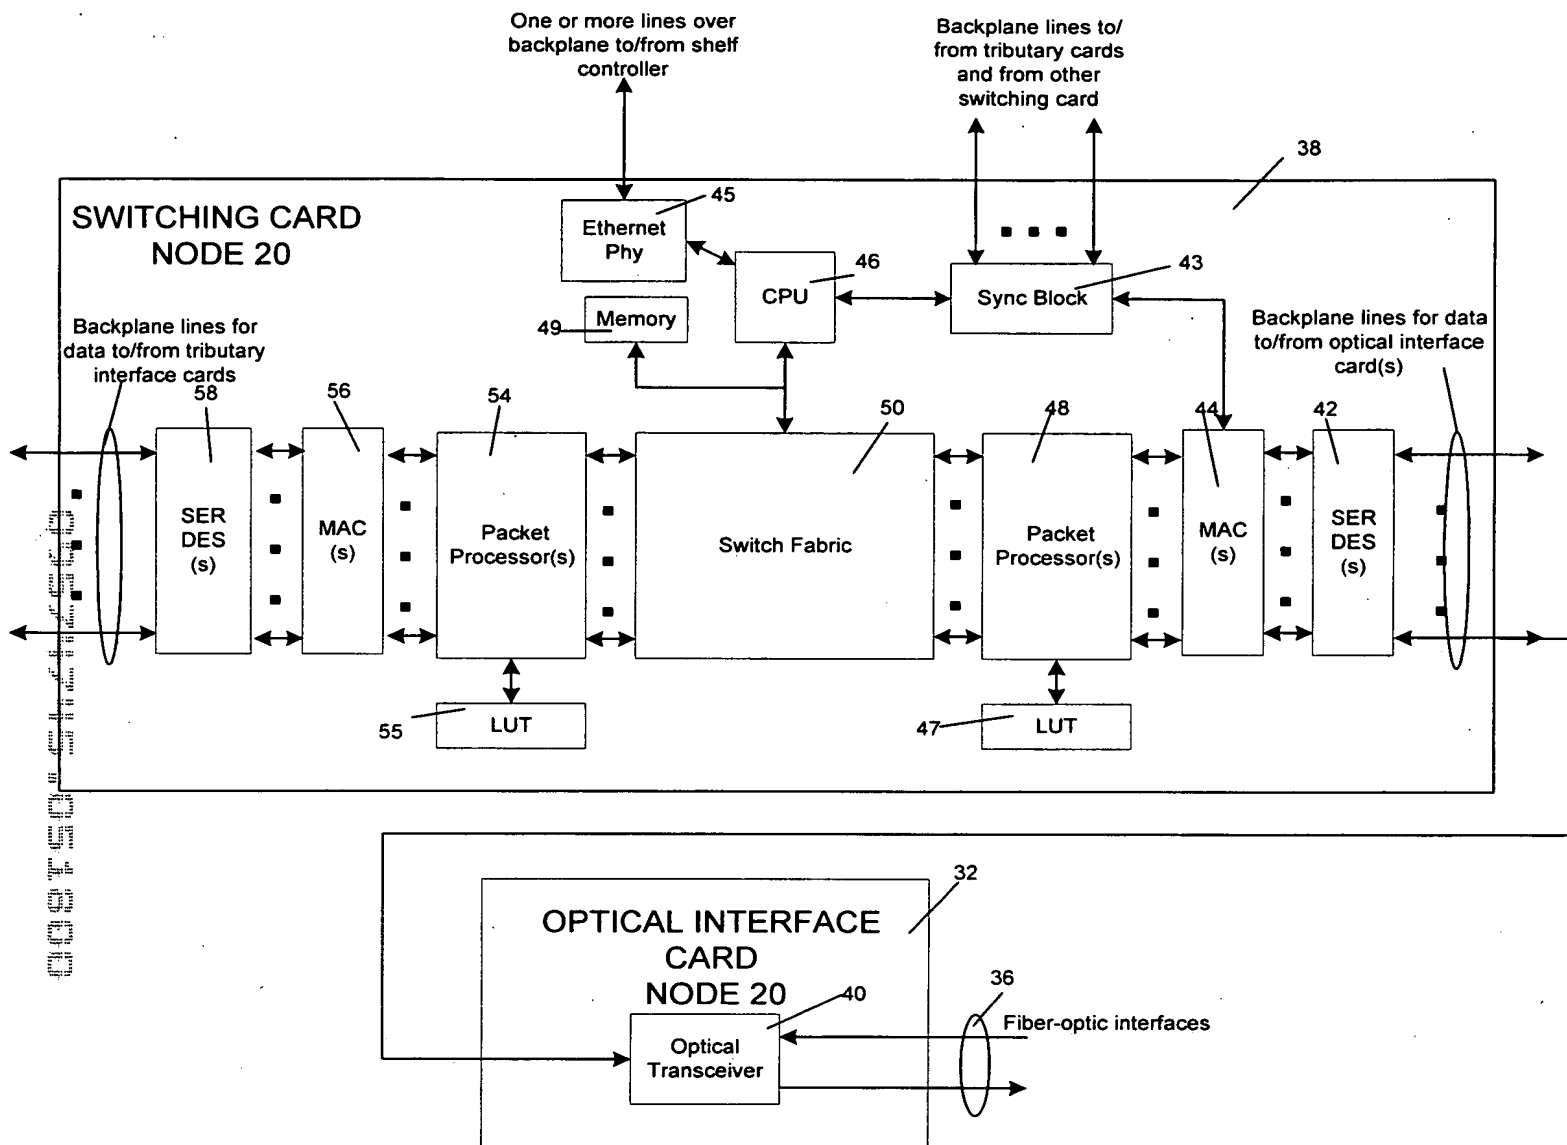 One or more lines over
backplane to/from shelf
controller
Backplane lines to/
from tributary cards
and from other
switching card
38
SWITCHING CARD
NODE 20
45
Ethernet
Phy
46
CPU
43
Sync Block
49
Memory
Backplane lines for
data to/from tributary
interface cards
Backplane lines for data
to/from optical interface
card(s)
58
56
54
50
48
44
42
SER
DES
(s)
MAC
(s)
Packet
Processor(s)
Switch Fabric
Packet
Processor(s)
MAC
(s)
SER
DES
(s)
55
LUT
47
LUT
32
OPTICAL INTERFACE
CARD
NODE 20
40
36
Optical
Transceiver
Fiber-optic interfaces